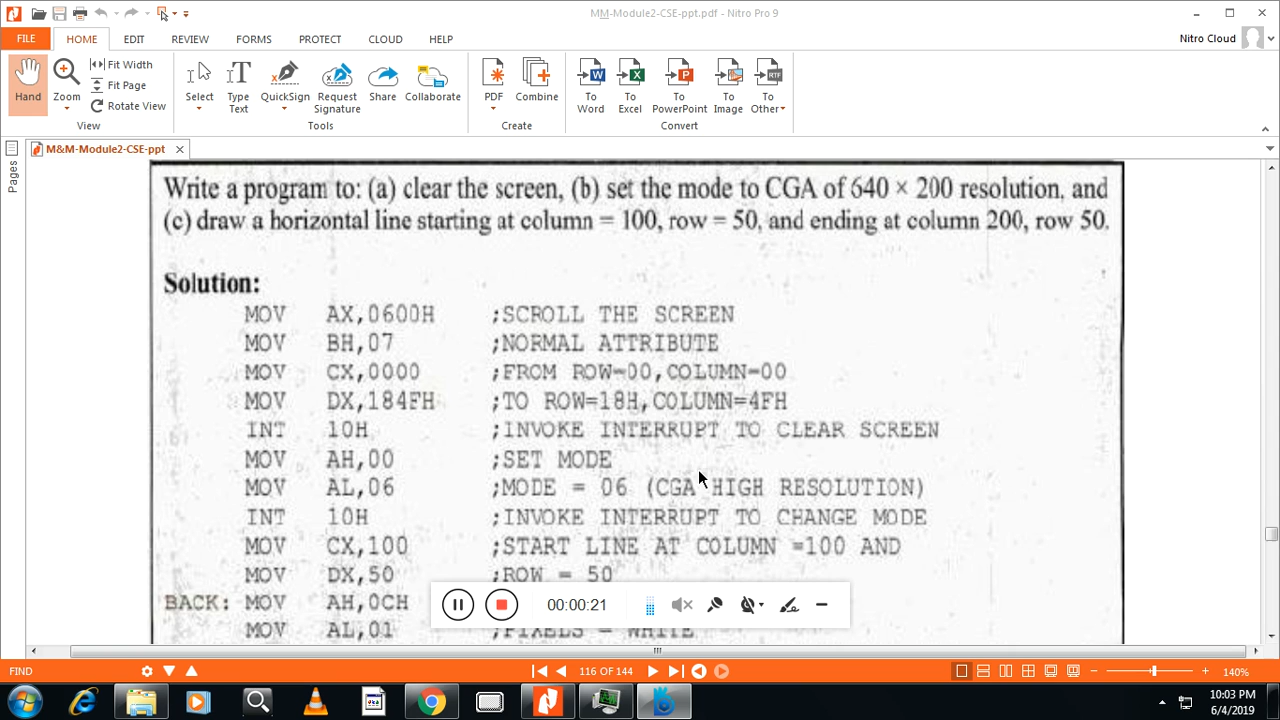 MM-Module2-CSE-ppt.pdf - Nitro Pro 9
FILE HOME EDIT REVIEW FORMS PROTECT CLOUD HELP Nitro Cloud
Hand Zoom Fit Width Fit Page Rotate View Select Type Text QuickSign Request Signature Share Collaborate PDF Combine To Word To Excel To PowerPoint To Image To Other
View Tools Create Convert
Pages
M&M-Module2-CSE-ppt
Write a program to: (a) clear the screen, (b) set the mode to CGA of 640 × 200 resolution, and
(c) draw a horizontal line starting at column = 100, row = 50, and ending at column 200, row 50.
Solution:
MOV AX,0600H ;SCROLL THE SCREEN
MOV BH,07 ;NORMAL ATTRIBUTE
MOV CX,0000 ;FROM ROW=00,COLUMN=00
MOV DX,184FH ;TO ROW=18H,COLUMN=4FH
INT 10H ;INVOKE INTERRUPT TO CLEAR SCREEN
MOV AH,00 ;SET MODE
MOV AL,06 ;MODE = 06 (CGA HIGH RESOLUTION)
INT 10H ;INVOKE INTERRUPT TO CHANGE MODE
MOV CX,100 ;START LINE AT COLUMN =100 AND
MOV DX,50 ;ROW = 50
BACK: MOV AH,0CH
MOV AL,01 ;PIXELS = WHITE
00:00:21
FIND 116 OF 144 140%
10:03 PM
6/4/2019